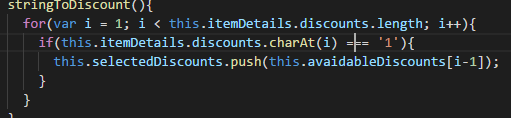 stringToDiscount(){
for(var i = 1; i < this.itemDetails.discounts.length; i++){
if(this.itemDetails.discounts.charAt(i) === '1'){
this.selectedDiscounts.push(this.avaidableDiscounts[i-1]);
}
}
}